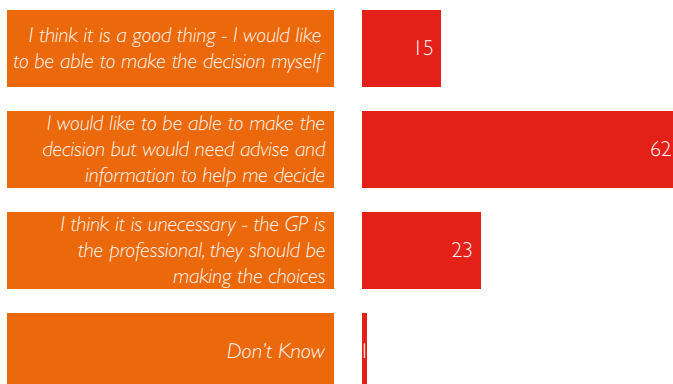 I think it is a good thing - I would like
to be able to make the decision myself
15
I would like to be able to make the
decision but would need advise and
information to help me decide
62
I think it is unecessary - the GP is
the professional, they should be
making the choices
23
Don't Know
1